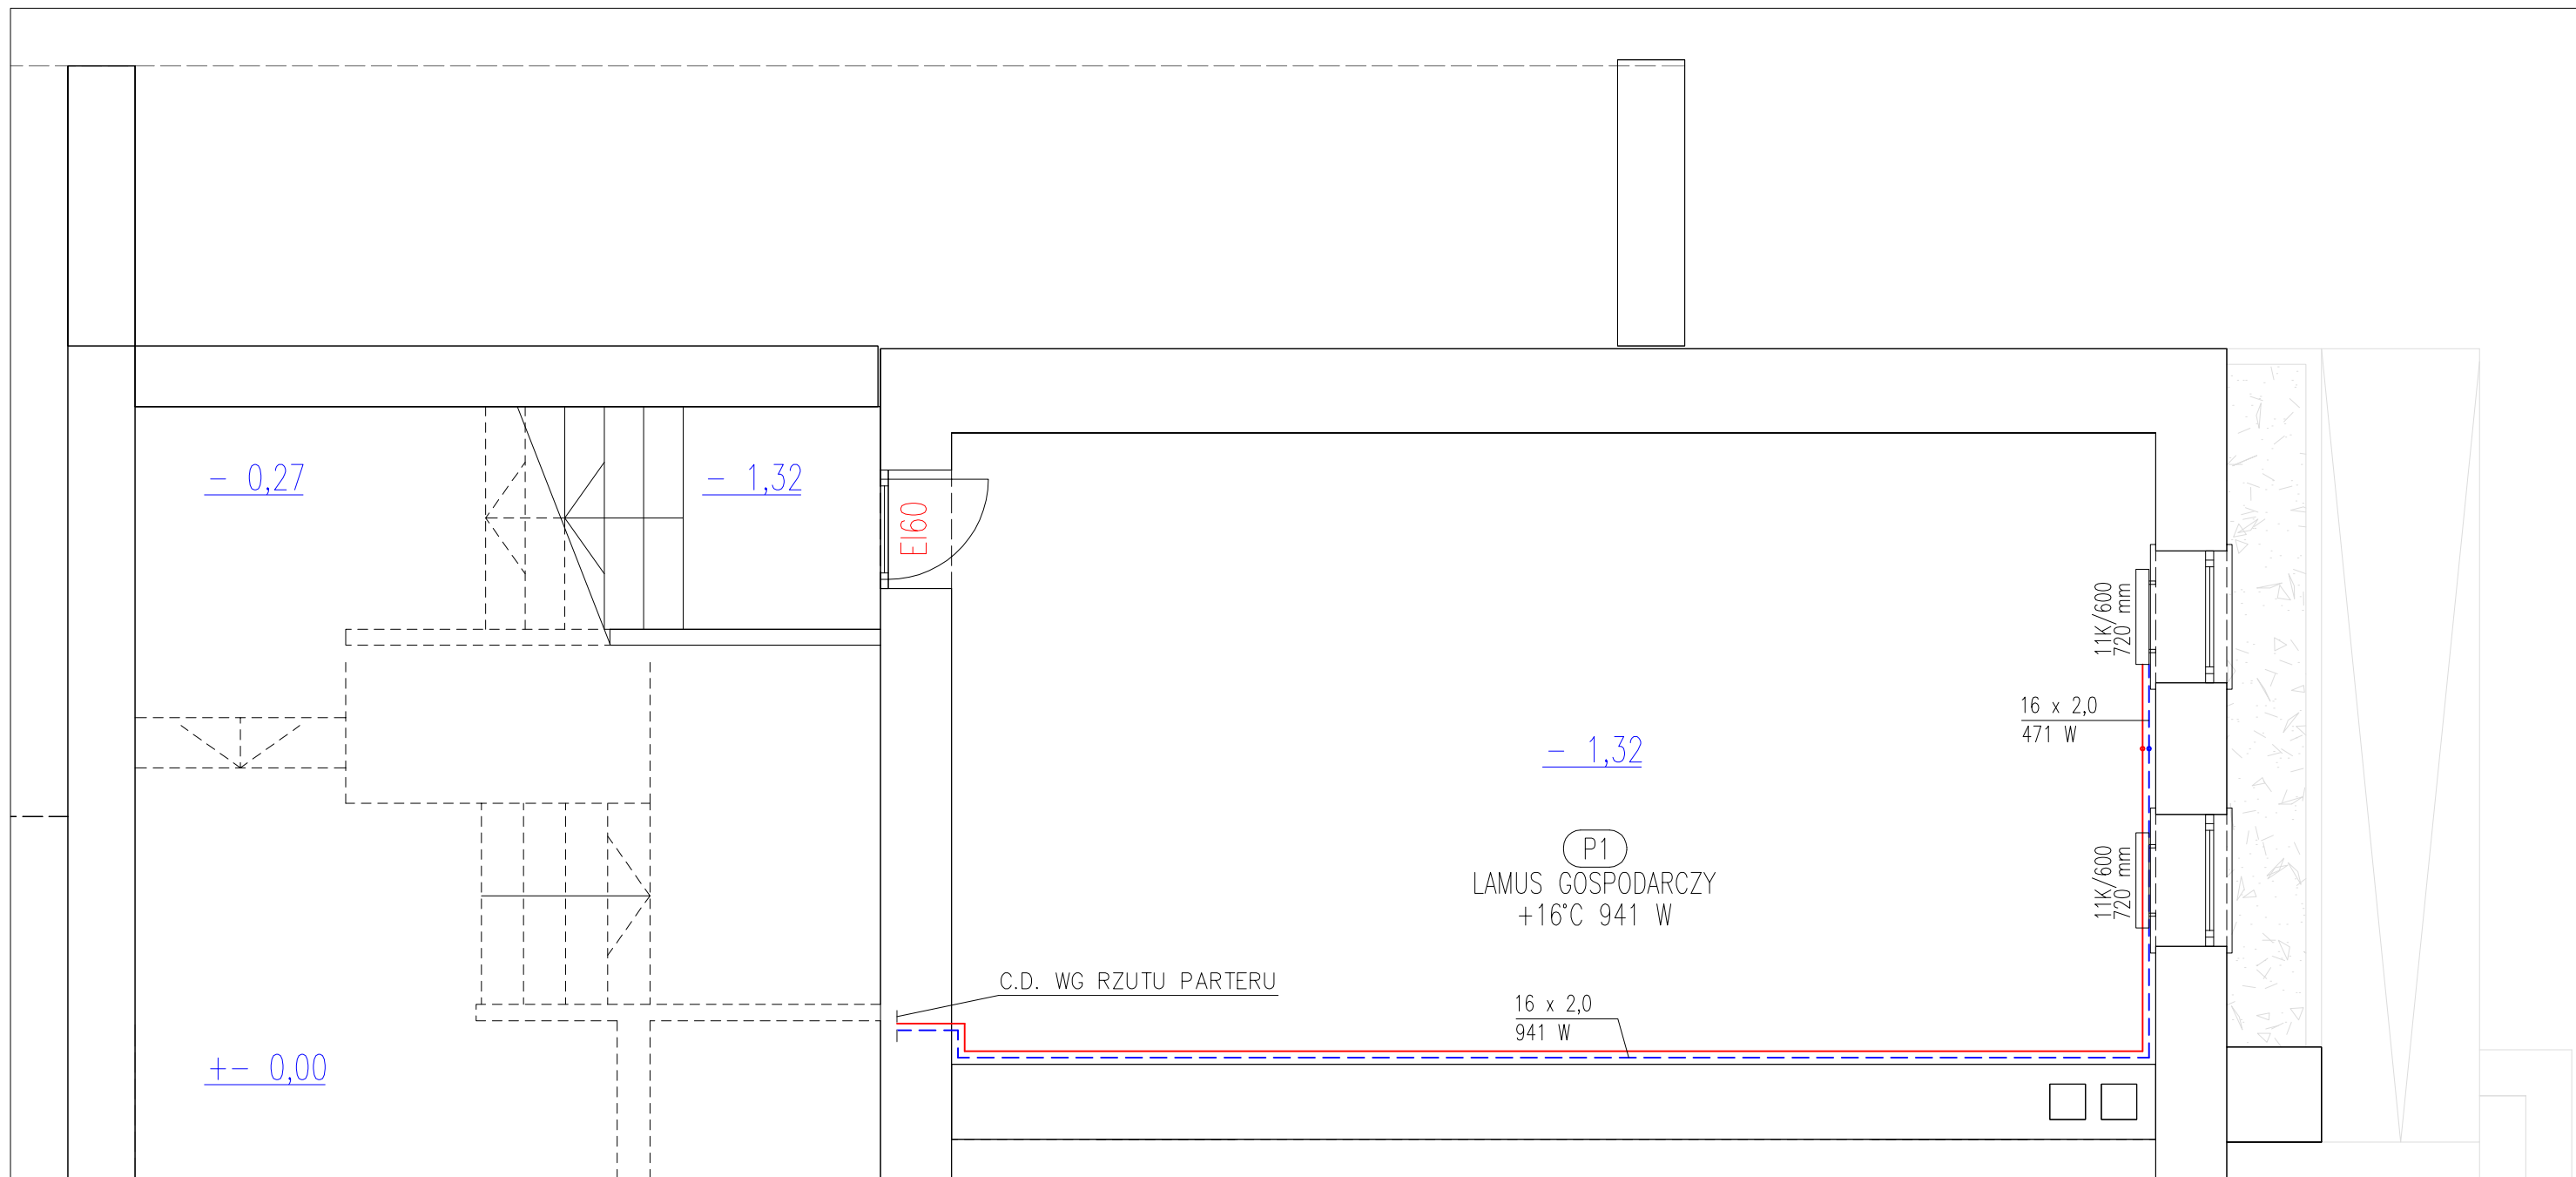 - 0,27
- 1,32
EI60
11K/600
720 mm
16 x 2,0
471 W
- 1,32
P1
LAMUS GOSPODARCZY
+16°C 941 W
11K/600
720 mm
C.D. WG RZUTU PARTERU
16 x 2,0
941 W
+- 0,00